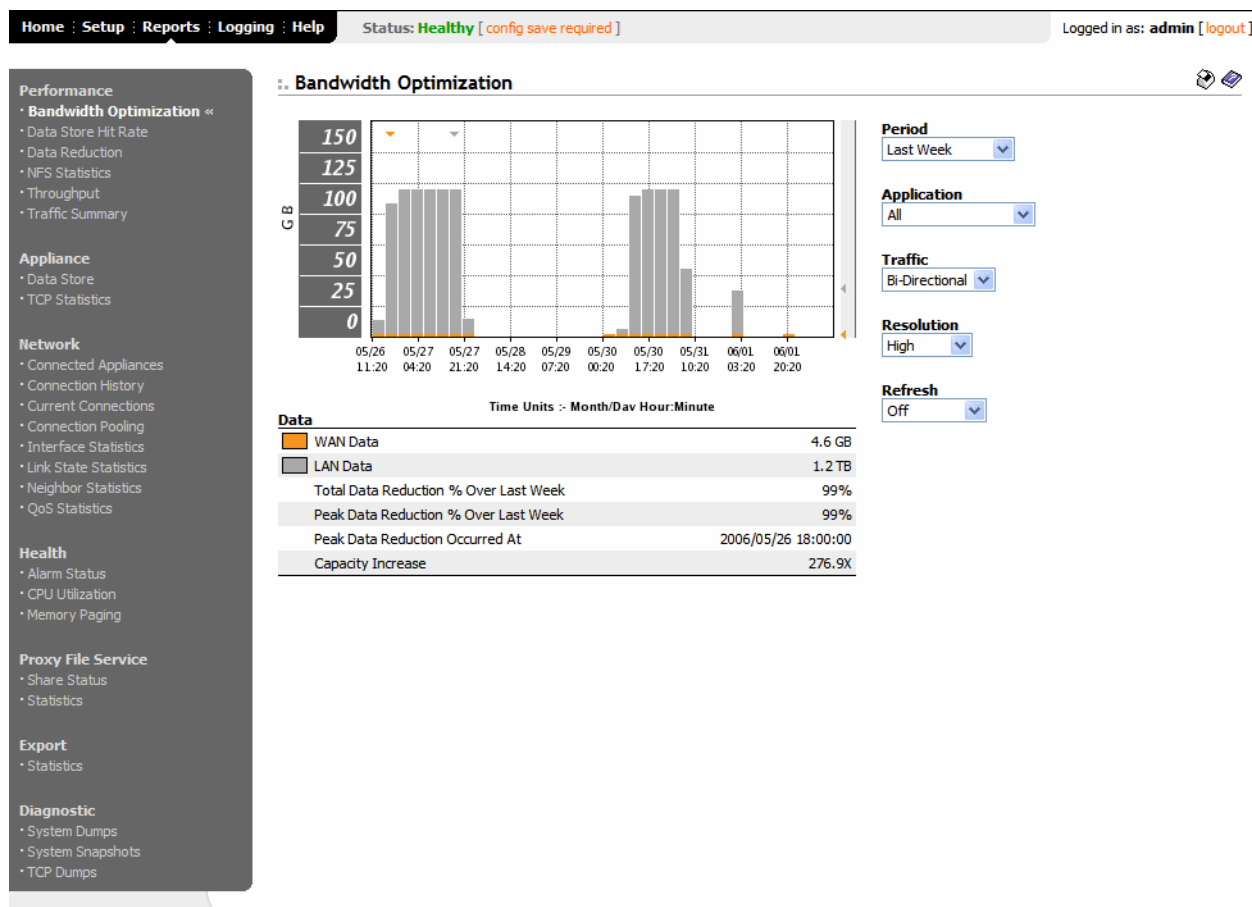 Home Setup Reports Logging Help Status: Healthy [ config save required ] Logged in as: admin [ logout ]
Performance
· Bandwidth Optimization «
· Data Store Hit Rate
· Data Reduction
· NFS Statistics
· Throughput
· Traffic Summary
Appliance
· Data Store
· TCP Statistics
Network
· Connected Appliances
· Connection History
· Current Connections
· Connection Pooling
· Interface Statistics
· Link State Statistics
· Neighbor Statistics
· QoS Statistics
Health
· Alarm Status
· CPU Utilization
· Memory Paging
Proxy File Service
· Share Status
· Statistics
Export
· Statistics
Diagnostic
· System Dumps
· System Snapshots
· TCP Dumps
:. Bandwidth Optimization
GB
150
125
100
75
50
25
0
05/26 05/27 05/27 05/28 05/29 05/30 05/30 05/31 06/01 06/01
11:20 04:20 21:20 14:20 07:20 00:20 17:20 10:20 03:20 20:20
Time Units :- Month/Day Hour:Minute
Data
WAN Data 4.6 GB
LAN Data 1.2 TB
Total Data Reduction % Over Last Week 99%
Peak Data Reduction % Over Last Week 99%
Peak Data Reduction Occurred At 2006/05/26 18:00:00
Capacity Increase 276.9X
Period
Last Week
Application
All
Traffic
Bi-Directional
Resolution
High
Refresh
Off